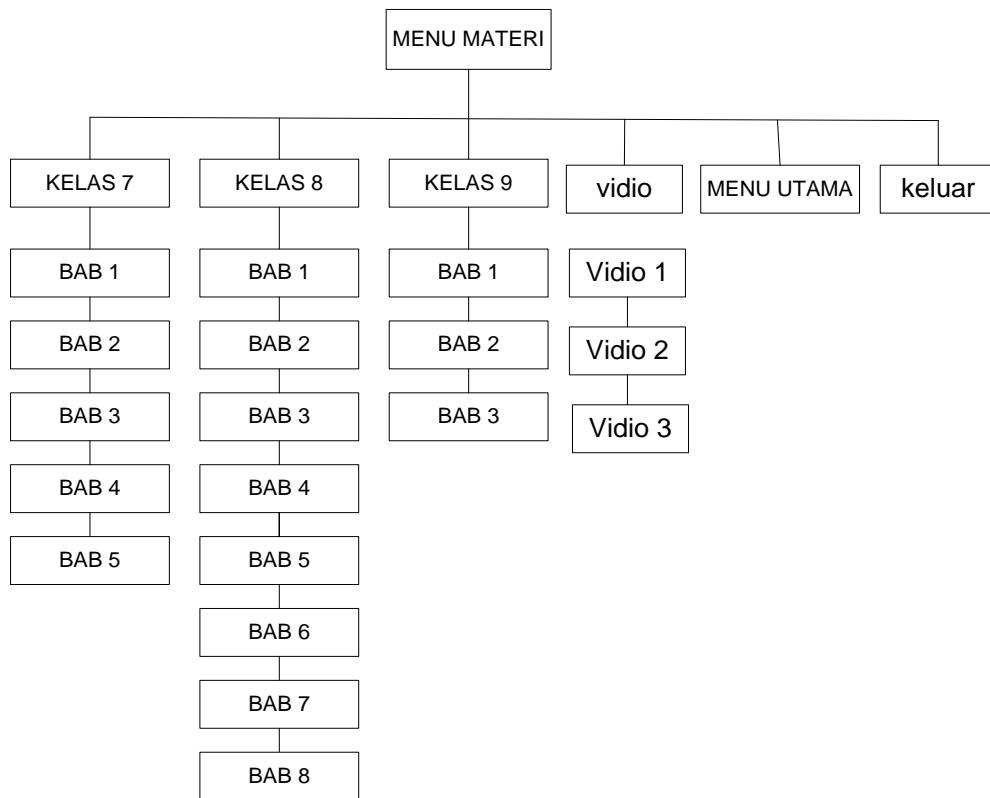 MENU MATERI
KELAS 7
KELAS 8
KELAS 9
vidio
MENU UTAMA
keluar
BAB 1
BAB 1
BAB 1
Vidio 1
BAB 2
BAB 2
BAB 2
Vidio 2
BAB 3
BAB 3
BAB 3
Vidio 3
BAB 4
BAB 4
BAB 5
BAB 5
BAB 6
BAB 7
BAB 8